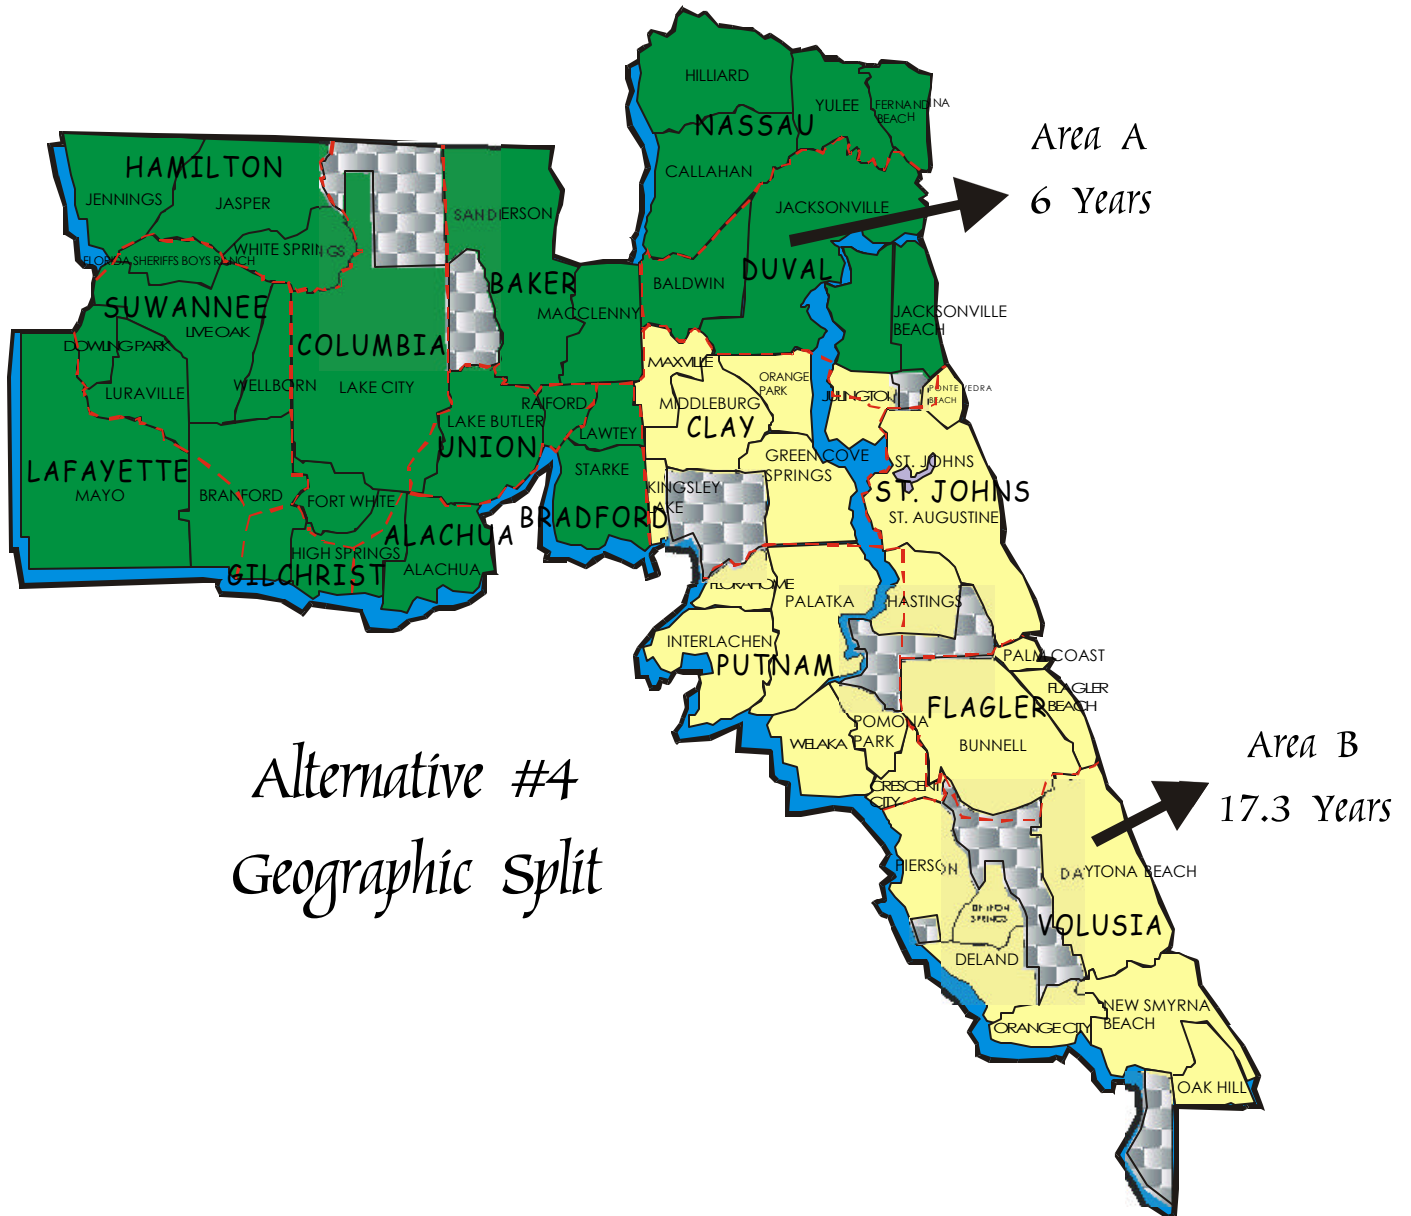 HILLIARD
YULEE
FERNANDINA
BEACH
NASSAU
CALLAHAN
Area A
6 Years
HAMILTON
JENNINGS
JASPER
SANDERSON
JACKSONVILLE
WHITE SPRINGS
FLORIDA SHERIFFS BOYS RANCH
DUVAL
BAKER
BALDWIN
SUWANNEE
LIVE OAK
MACCLENNY
JACKSONVILLE
BEACH
DOWLING PARK
COLUMBIA
MAXVILLE
LURAVILLE
WELLBORN
LAKE CITY
ORANGE
PARK
JULINGTON
PONTE VEDRA
BEACH
RAIFORD
MIDDLEBURG
LAKE BUTLER
LAWTEY
CLAY
UNION
GREEN COVE
SPRINGS
ST. JOHNS
LAFAYETTE
MAYO
STARKE
BRANFORD
FORT WHITE
KINGSLEY
LAKE
ST. JOHNS
ST. AUGUSTINE
BRADFORD
ALACHUA
HIGH SPRINGS
GILCHRIST
ALACHUA
FLORAHOME
PALATKA
HASTINGS
INTERLACHEN
PUTNAM
PALM COAST
FLAGLER
BEACH
FLAGLER
POMONA
PARK
WELAKA
BUNNELL
Area B
17.3 Years
Alternative #4
Geographic Split
CRESCENT
CITY
PIERSON
DAYTONA BEACH
SPRINGS
VOLUSIA
DELAND
NEW SMYRNA
BEACH
ORANGE CITY
OAK HILL